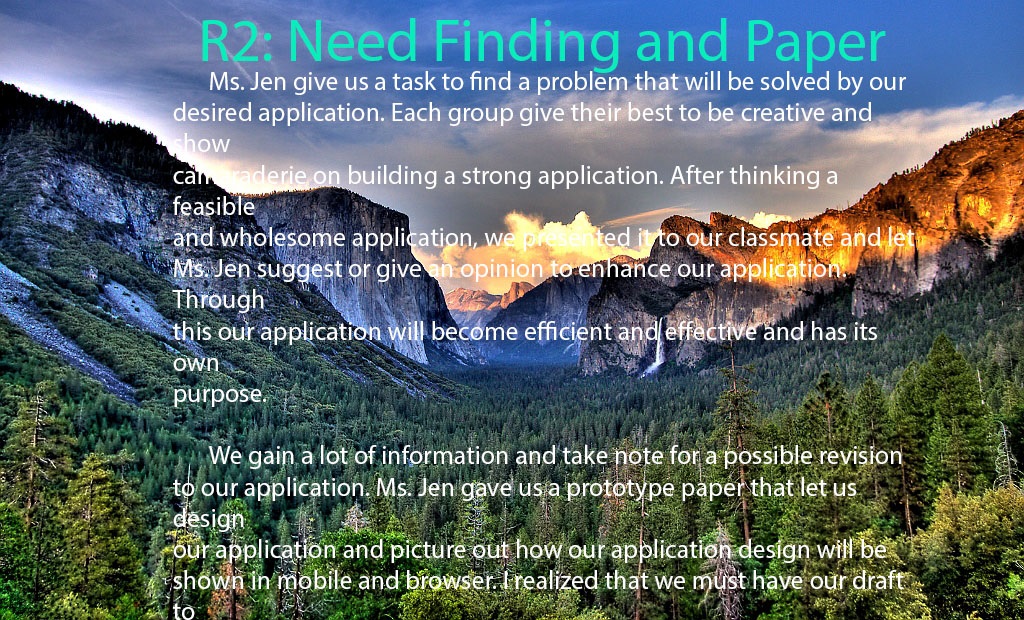 R2: Need Finding and Paper
Ms. Jen give us a task to find a problem that will be solved by our
desired application. Each group give their best to be creative and
show
camaraderie on building a strong application. After thinking a
feasible
and wholesome application, we presented it to our classmate and let
Ms. Jen suggest or give an opinion to enhance our application.
Through
this our application will become efficient and effective and has its
own
purpose.
We gain a lot of information and take note for a possible revision
to our application. Ms. Jen gave us a prototype paper that let us
design
our application and picture out how our application design will be
shown in mobile and browser. I realized that we must have our draft
to